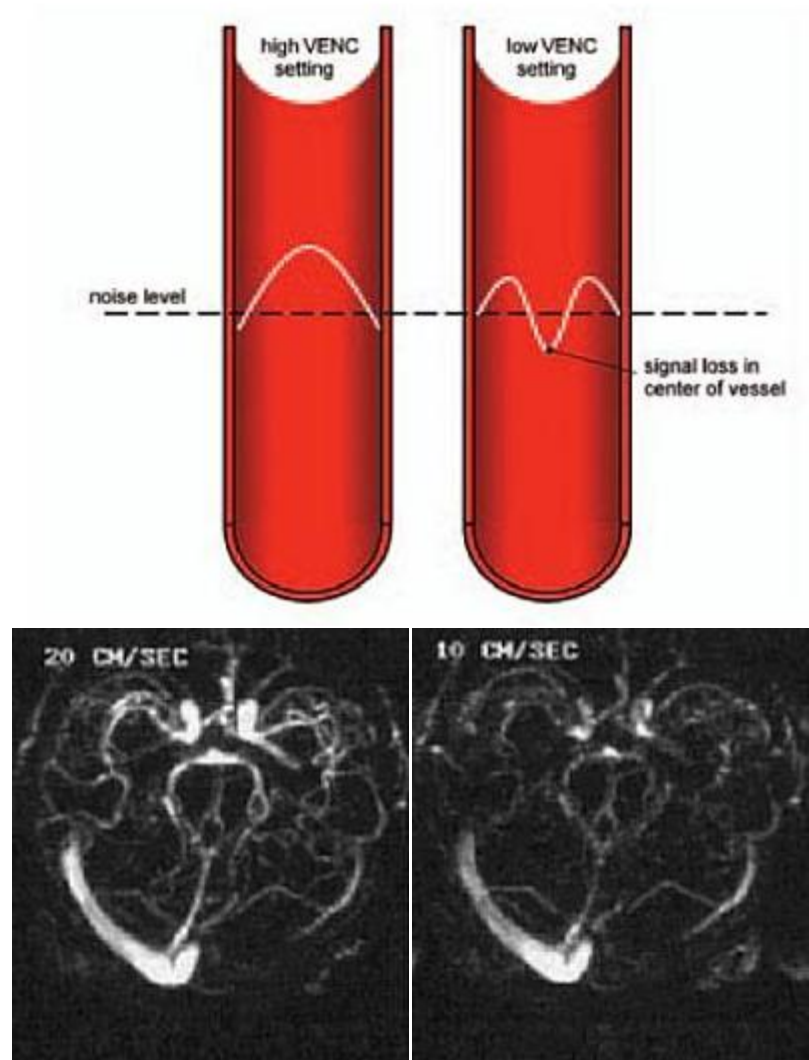 high VENC
setting
low VENC
setting
noise level
signal loss in
center of vessel
20 CM/SEC
10 CM/SEC